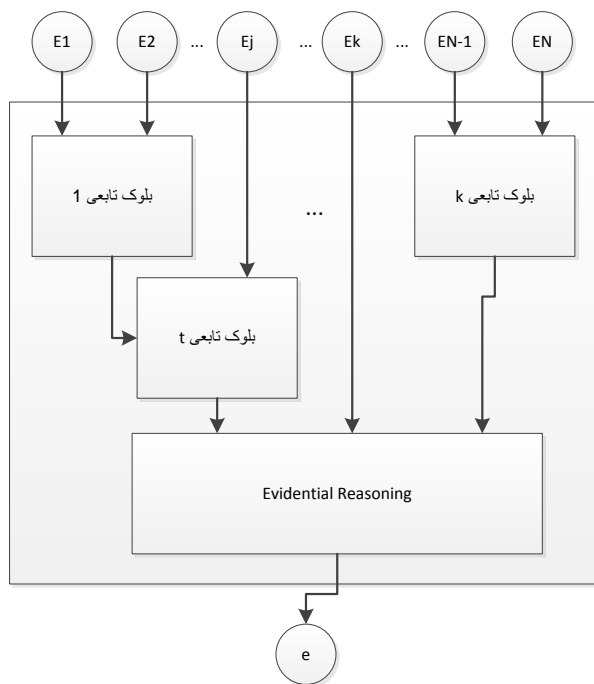 E1 E2 ... Ej ... Ek ... EN-1 EN
بلوک تابعی 1
بلوک تابعی k
...
بلوک تابعی t
Evidential Reasoning
e